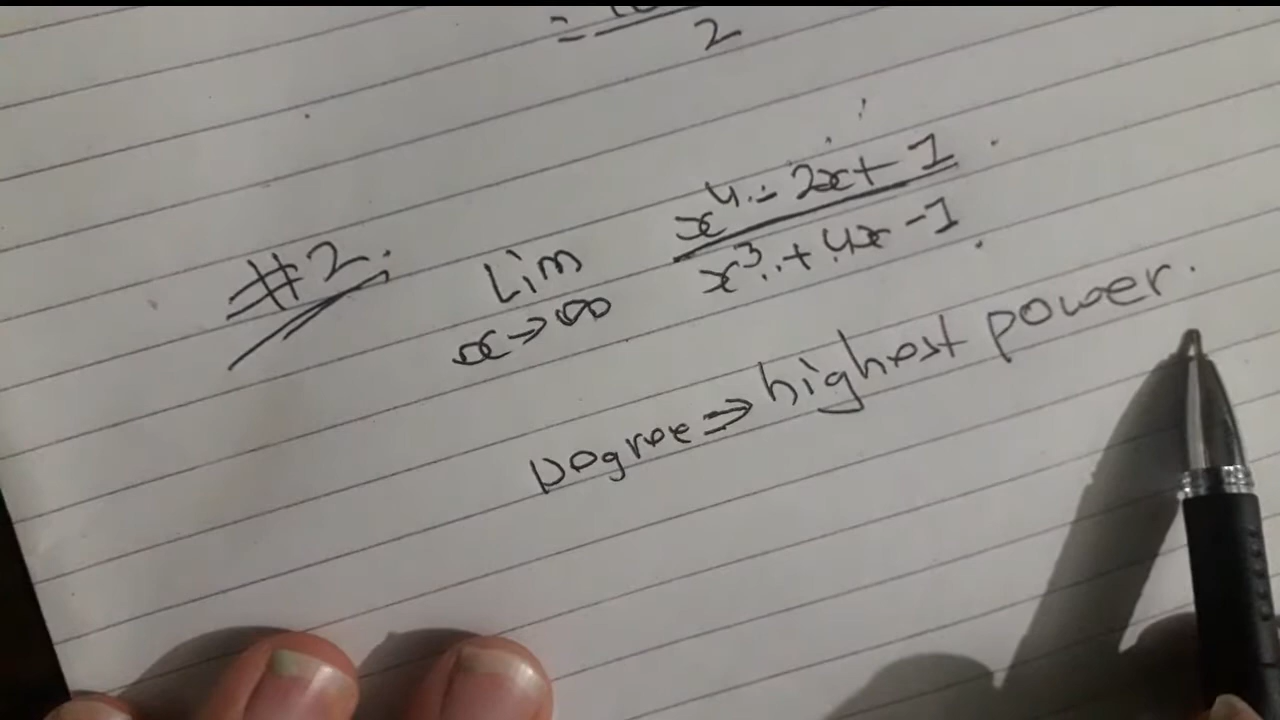 2
#2.
x⁴ - 2x + 1
Lim
x³ + 4x - 1
x→∞
Degree ⇒ highest power.